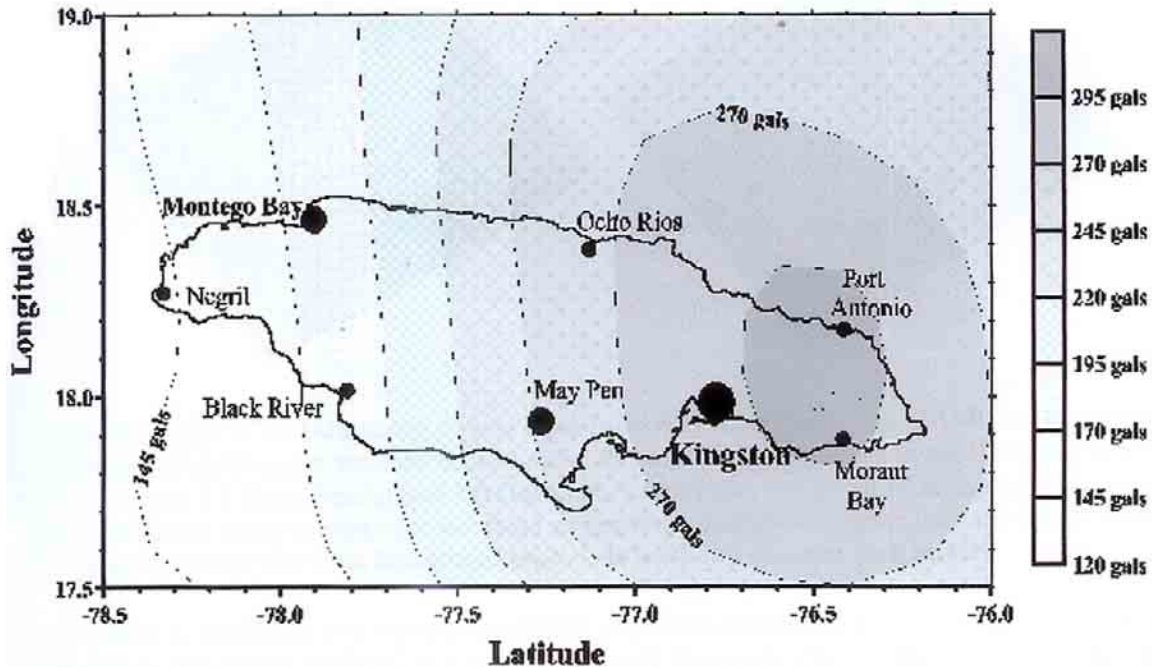 19.0
18.5
18.0
17.5
-78.5
-78.0
-77.5
-77.0
-76.5
-76.0
Longitude
Latitude
Montego Bay
Negril
Black River
Ocho Rios
May Pen
Kingston
Port
Antonio
Morant
Bay
145 gals
270 gals
270 gals
295 gals
270 gals
245 gals
220 gals
195 gals
170 gals
145 gals
120 gals